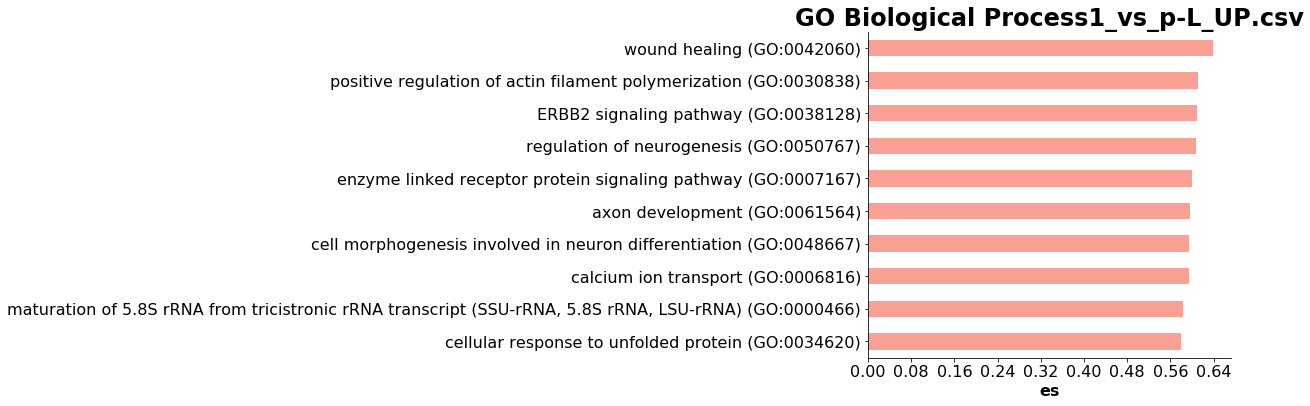 GO Biological Process1_vs_p-L_UP.csv
wound healing (GO:0042060)
positive regulation of actin filament polymerization (GO:0030838)
ERBB2 signaling pathway (GO:0038128)
regulation of neurogenesis (GO:0050767)
enzyme linked receptor protein signaling pathway (GO:0007167)
axon development (GO:0061564)
cell morphogenesis involved in neuron differentiation (GO:0048667)
calcium ion transport (GO:0006816)
maturation of 5.8S rRNA from tricistronic rRNA transcript (SSU-rRNA, 5.8S rRNA, LSU-rRNA) (GO:0000466)
cellular response to unfolded protein (GO:0034620)
0.00 0.08 0.16 0.24 0.32 0.40 0.48 0.56 0.64
es